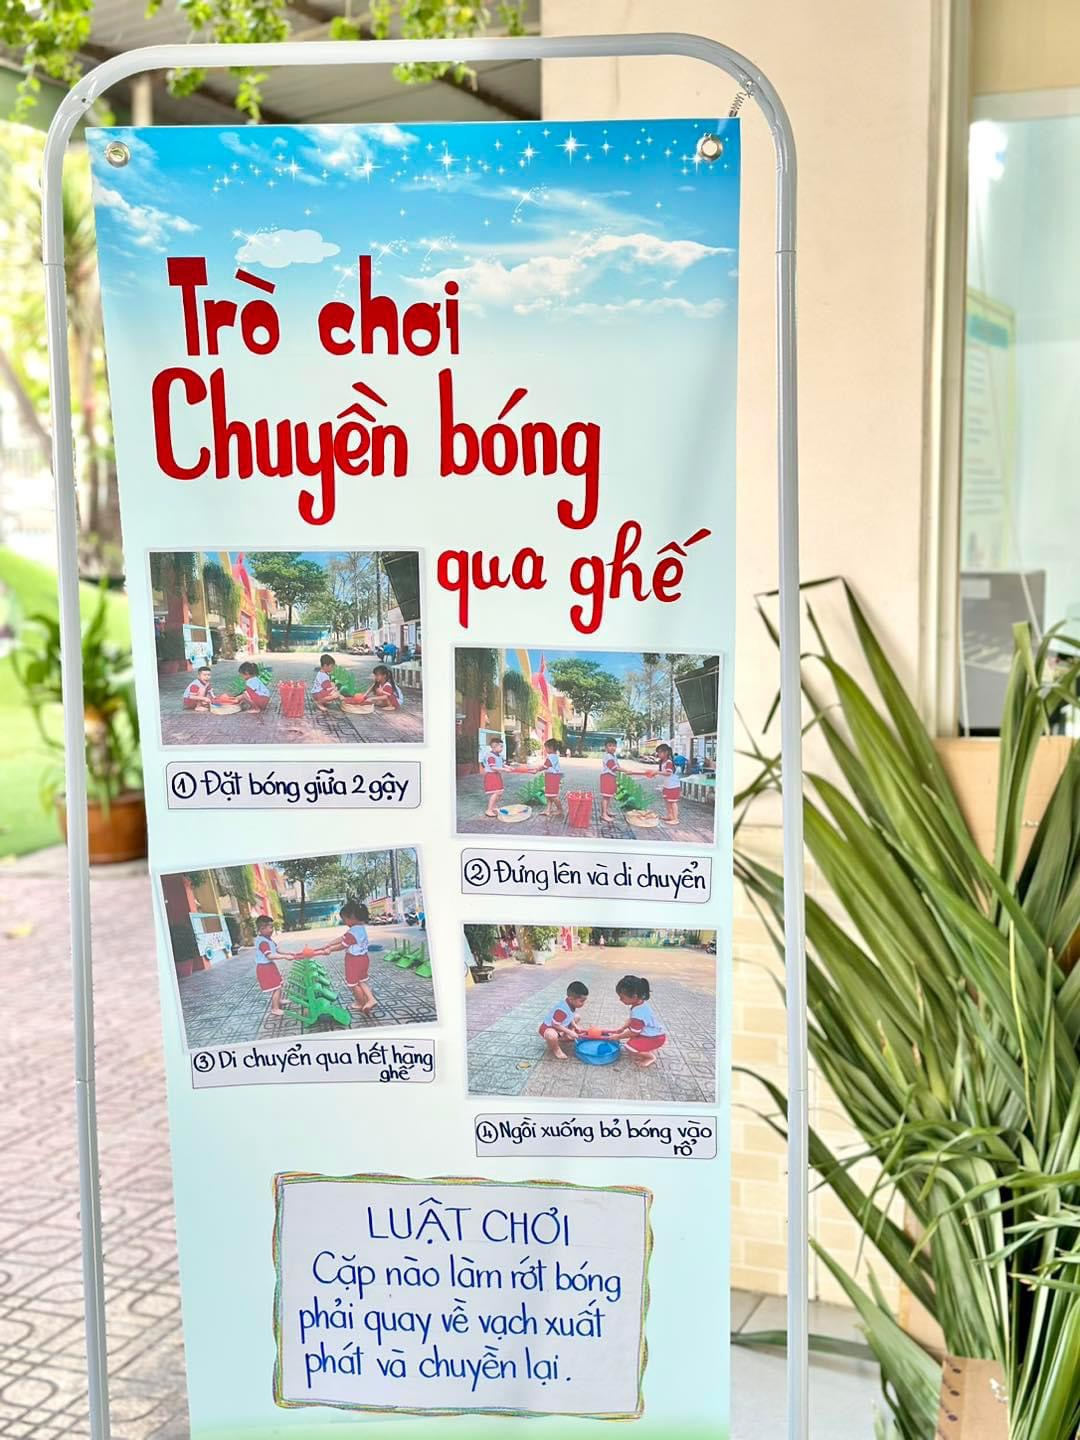 Trò chơi
Chuyền bóng
qua ghế
① Đặt bóng giữa 2 gậy
② Đứng lên và di chuyển
③ Di chuyển qua hết hàng
ghế
④ Ngồi xuống bỏ bóng vào
rổ
LUẬT CHƠI
Cặp nào làm rớt bóng
phải quay về vạch xuất
phát và chuyền lại.